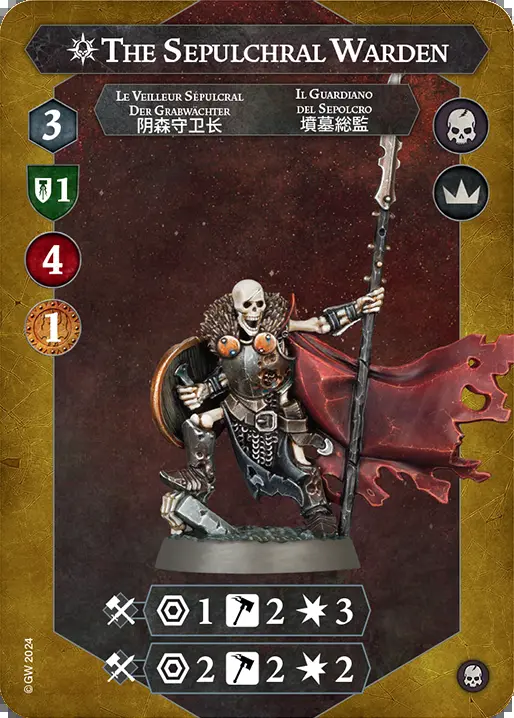 THE SEPULCHRAL WARDEN
LE VEILLEUR SÉPULCRAL
DER GRABWÄCHTER
阴森守卫长
IL GUARDIANO
DEL SEPOLCRO
墳墓総監
3
1
4
1
1 2 3
2 2 2
©GW 2024